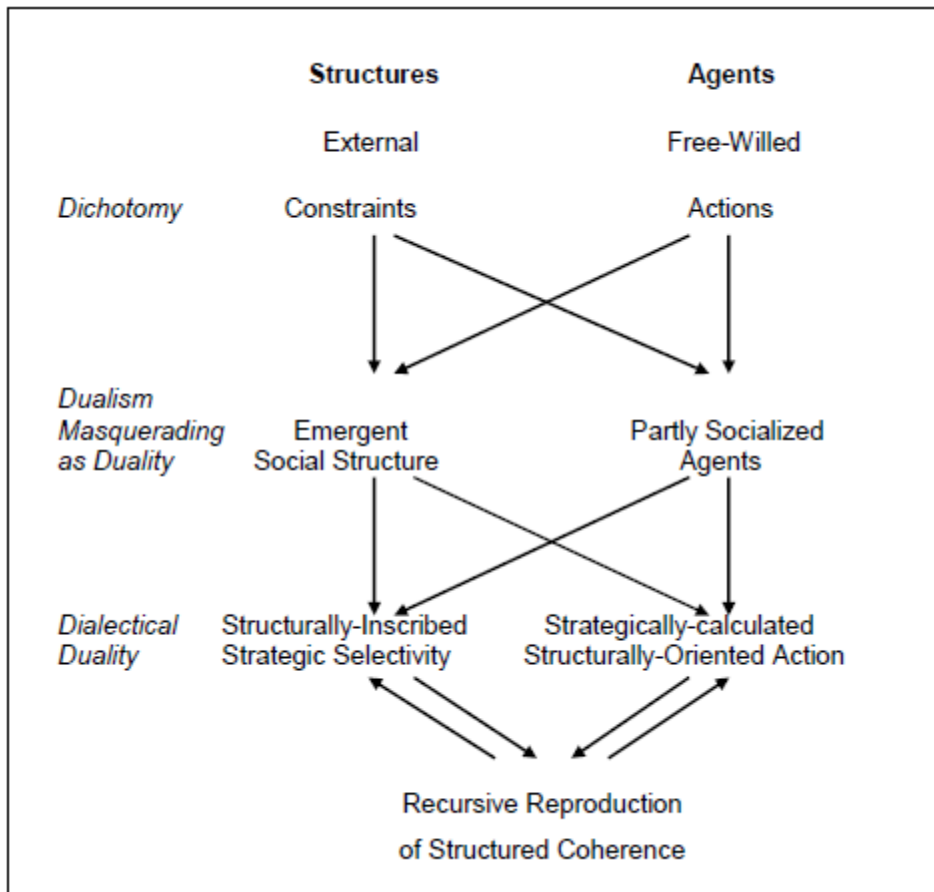 Structures Agents
External Free-Willed
Dichotomy Constraints Actions
Dualism
Masquerading Emergent Partly Socialized
as Duality Social Structure Agents
Dialectical Structurally-Inscribed Strategically-calculated
Duality Strategic Selectivity Structurally-Oriented Action
Recursive Reproduction
of Structured Coherence